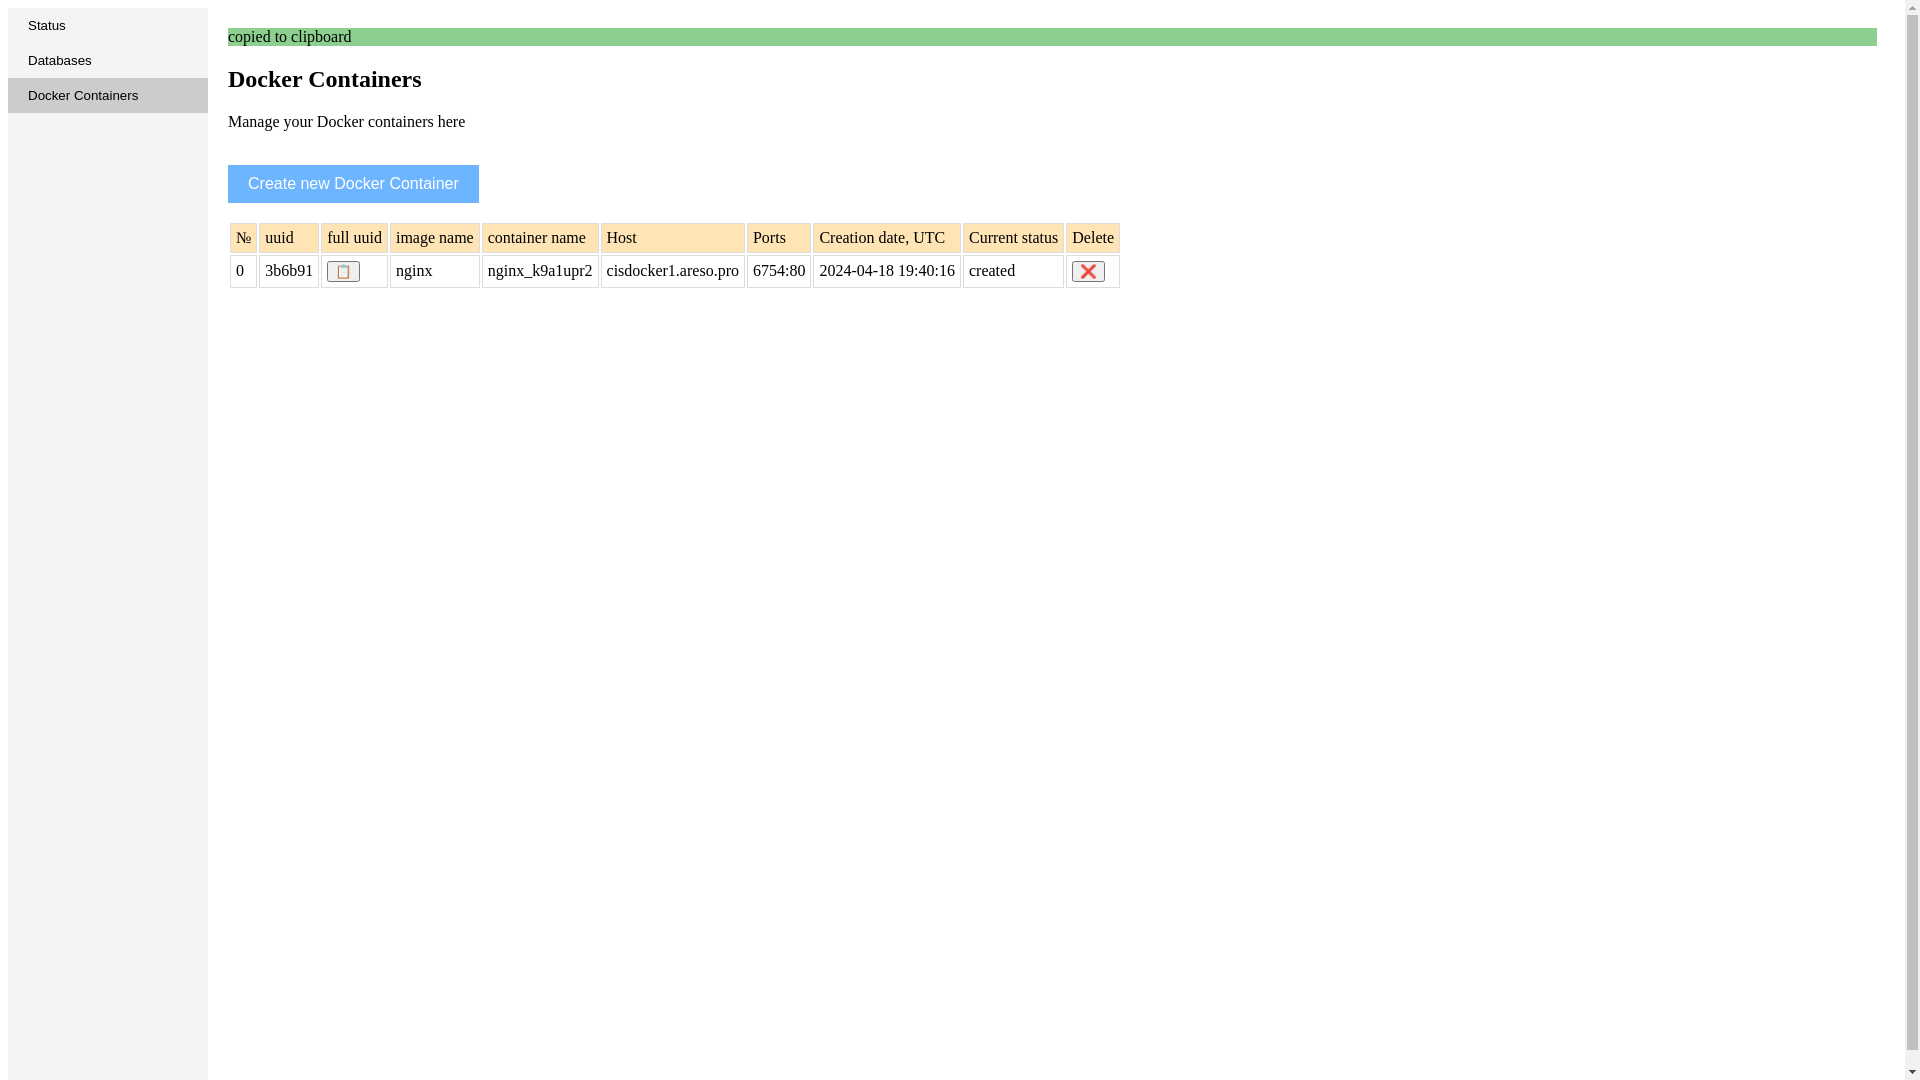 Status
Databases
Docker Containers
copied to clipboard
Docker Containers
Manage your Docker containers here
Create new Docker Container
№ uuid full uuid image name container name Host Ports Creation date, UTC Current status Delete
0 3b6b91 📋 nginx nginx_k9a1upr2 cisdocker1.areso.pro 6754:80 2024-04-18 19:40:16 created ❌